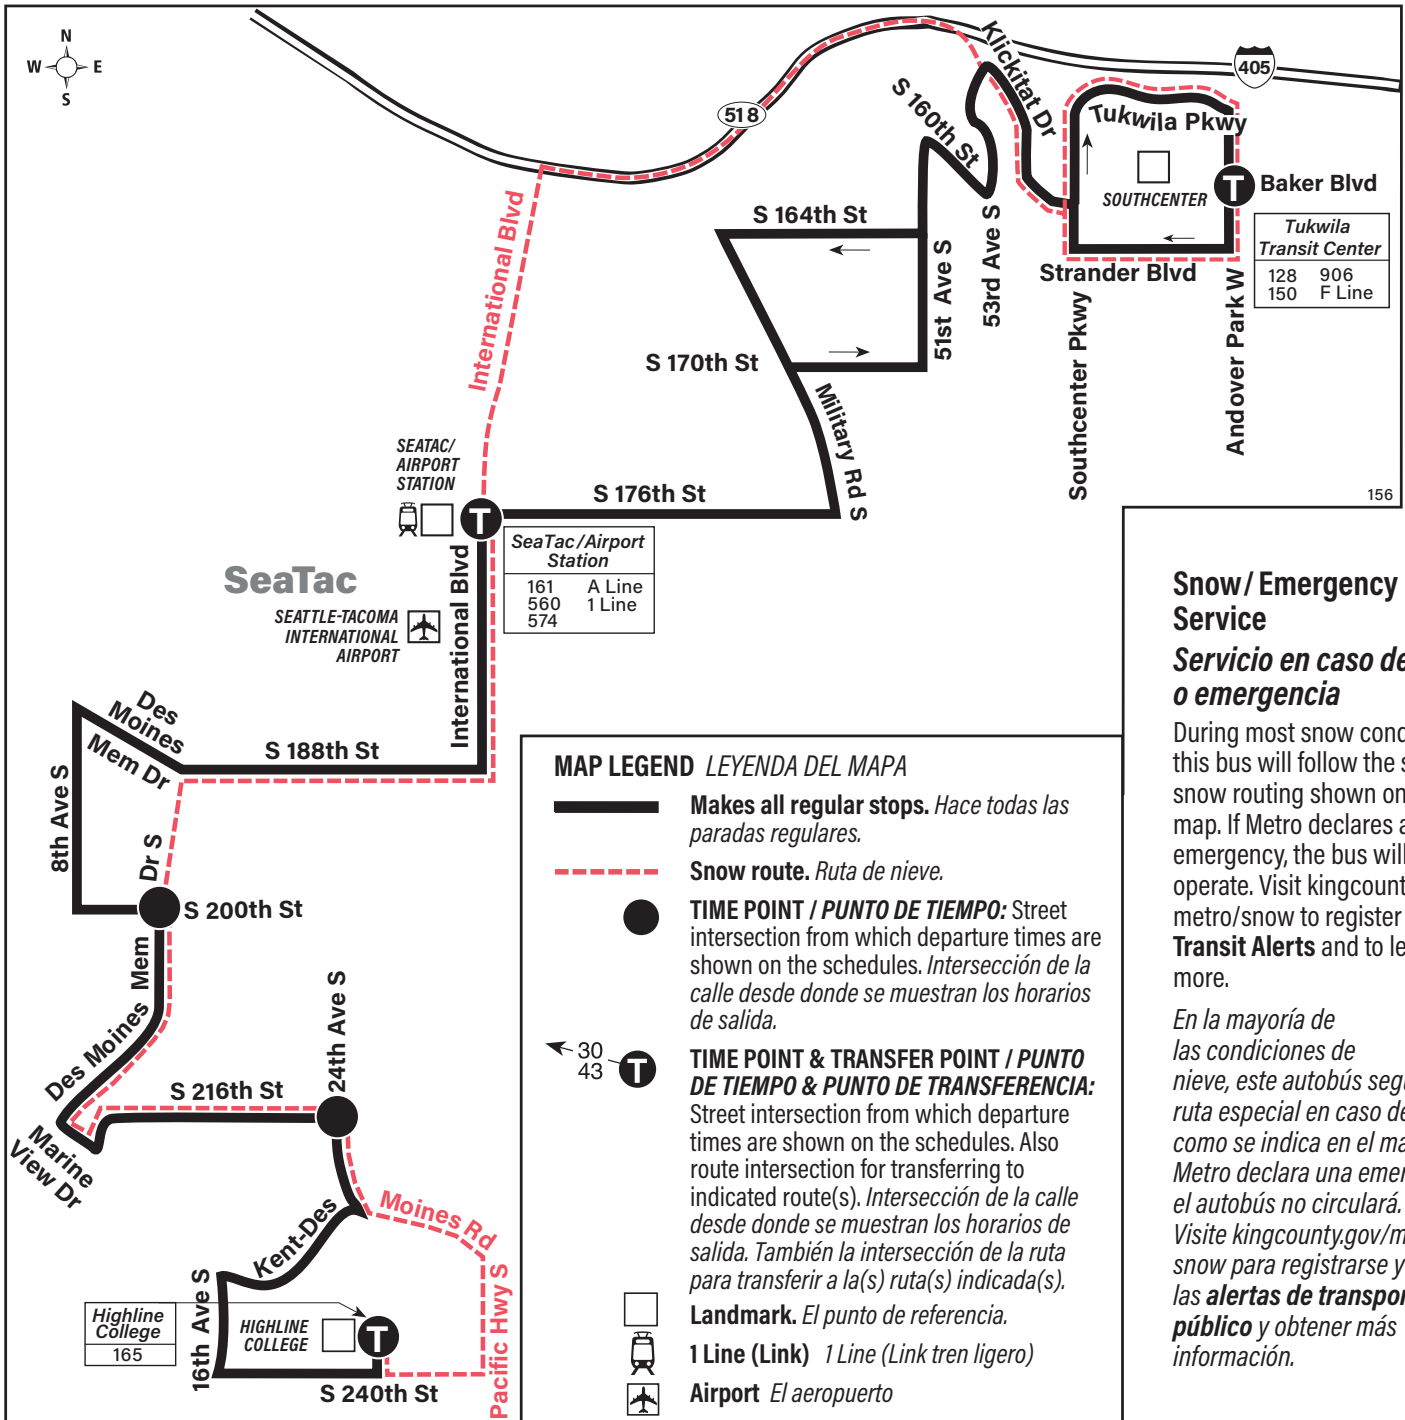 N
W E
S
405
518
Klickitat Dr
S 160th St
Tukwila Pkwy
SOUTHCENTER
T
Baker Blvd
Tukwila
Transit Center
128 906
150 F Line
S 164th St
51st Ave S
53rd Ave S
Strander Blvd
Southcenter Pkwy
Andover Park W
International Blvd
S 170th St
Military Rd S
SEATAC/
AIRPORT
STATION
T
S 176th St
156
SeaTac/Airport
Station
161 A Line
560 1 Line
574
SeaTac
SEATTLE-TACOMA
INTERNATIONAL
AIRPORT
International Blvd
Des
Moines
Mem Dr
S 188th St
8th Ave S
Dr S
S 200th St
Mem
Des Moines
24th Ave S
S 216th St
Marine
View Dr
Kent-Des
Moines Rd
16th Ave S
Pacific Hwy S
Highline
College
165
HIGHLINE
COLLEGE
T
S 240th St
MAP LEGEND LEYENDA DEL MAPA
Makes all regular stops. Hace todas las
paradas regulares.
Snow route. Ruta de nieve.
TIME POINT / PUNTO DE TIEMPO: Street
intersection from which departure times are
shown on the schedules. Intersección de la
calle desde donde se muestran los horarios
de salida.
30
43
T
TIME POINT & TRANSFER POINT / PUNTO
DE TIEMPO & PUNTO DE TRANSFERENCIA:
Street intersection from which departure
times are shown on the schedules. Also
route intersection for transferring to
indicated route(s). Intersección de la calle
desde donde se muestran los horarios de
salida. También la intersección de la ruta
para transferir a la(s) ruta(s) indicada(s).
Landmark. El punto de referencia.
1 Line (Link) 1 Line (Link tren ligero)
Airport El aeropuerto
Snow/Emergency
Service
Servicio en caso de
o emergencia
During most snow cond
this bus will follow the s
snow routing shown on
map. If Metro declares a
emergency, the bus will
operate. Visit kingcount
metro/snow to register
Transit Alerts and to le
more.
En la mayoría de
las condiciones de
nieve, este autobús segu
ruta especial en caso de
como se indica en el ma
Metro declara una emer
el autobús no circulará.
Visite kingcounty.gov/m
snow para registrarse y
las alertas de transpor
público y obtener más
información.